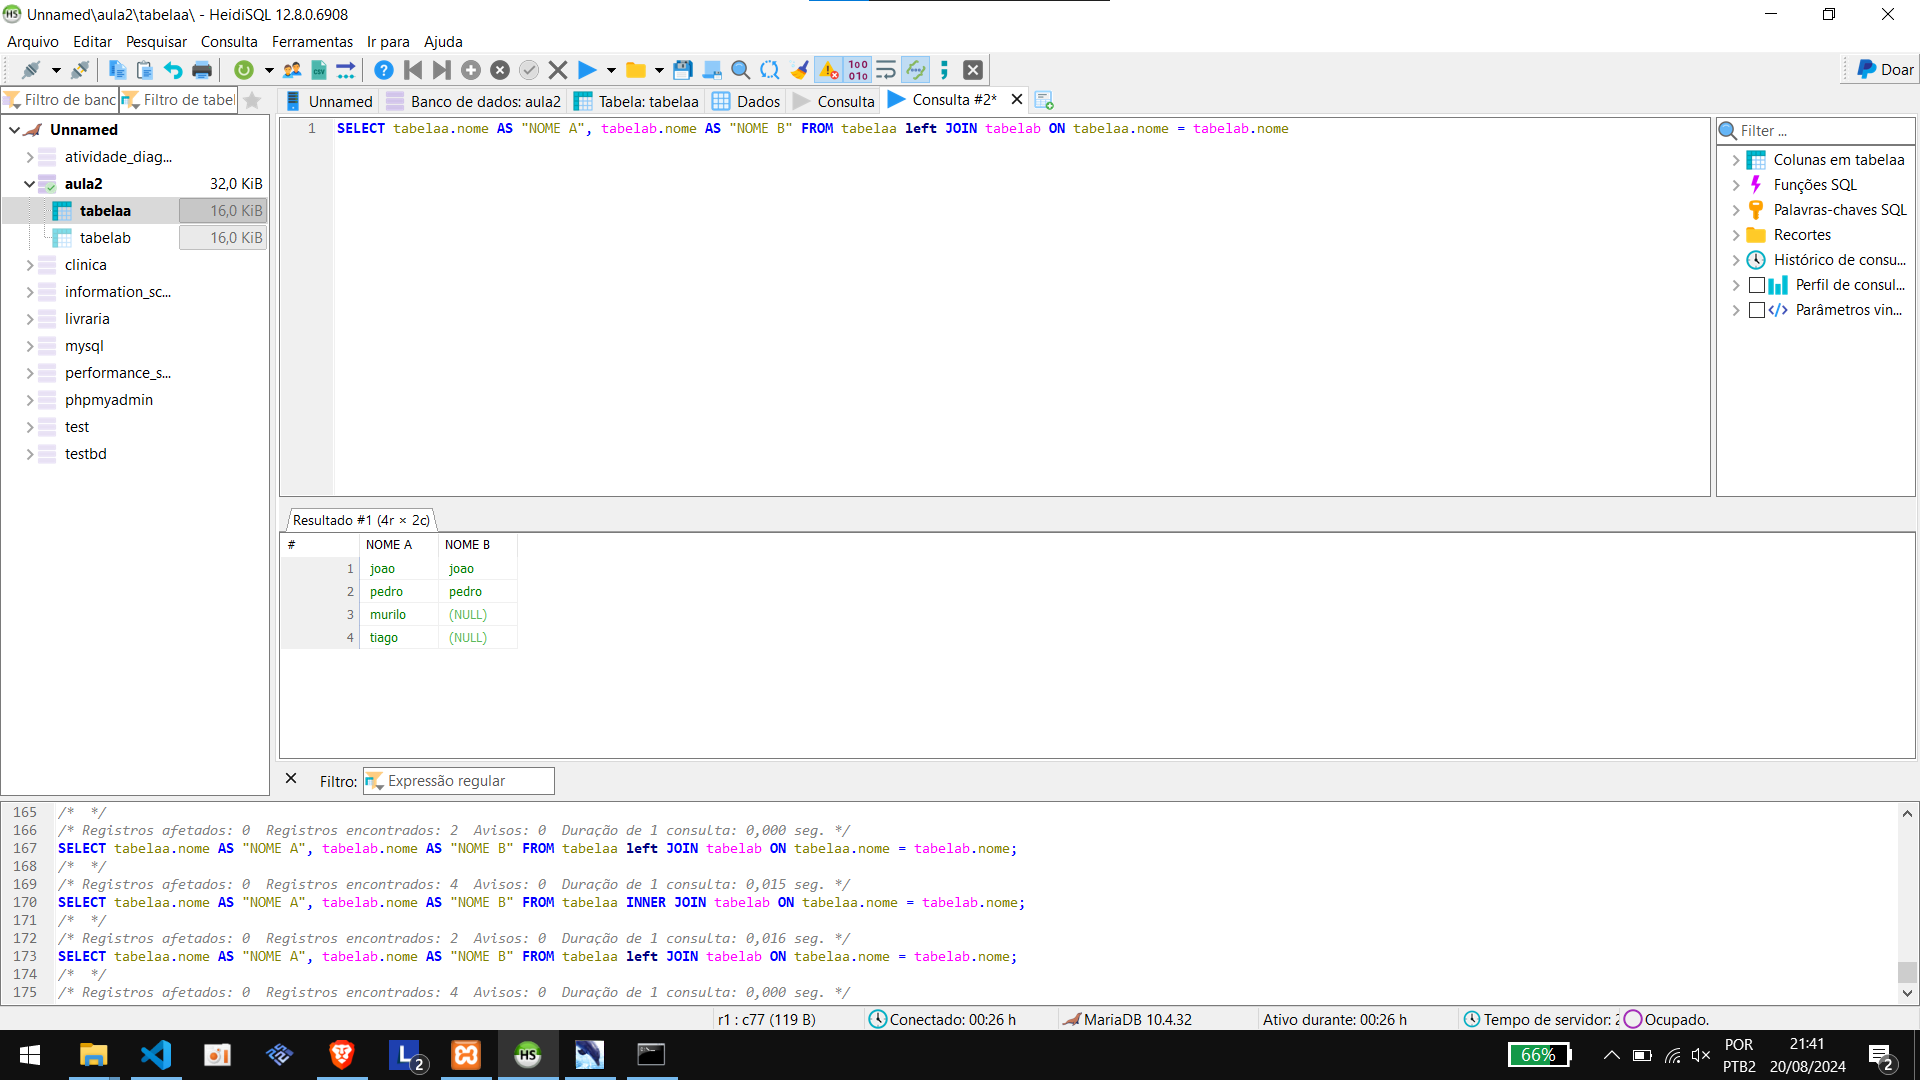 Unnamed\aula2\tabelaa\ - HeidiSQL 12.8.0.6908
Arquivo Editar Pesquisar Consulta Ferramentas Ir para Ajuda
Doar
Filtro de banc Filtro de tabel
Unnamed Banco de dados: aula2 Tabela: tabelaa Dados Consulta Consulta #2*
Unnamed
atividade_diag...
aula2 32,0 KiB
tabelaa 16,0 KiB
tabelab 16,0 KiB
clinica
information_sc...
livraria
mysql
performance_s...
phpmyadmin
test
testbd
1 SELECT tabelaa.nome AS "NOME A", tabelab.nome AS "NOME B" FROM tabelaa left JOIN tabelab ON tabelaa.nome = tabelab.nome
Filter ...
Colunas em tabelaa
Funções SQL
Palavras-chaves SQL
Recortes
Histórico de consu...
Perfil de consul...
Parâmetros vin...
Resultado #1 (4r × 2c)
# NOME A NOME B
1 joao joao
2 pedro pedro
3 murilo (NULL)
4 tiago (NULL)
Filtro: Expressão regular
165 /* */
166 /* Registros afetados: 0 Registros encontrados: 2 Avisos: 0 Duração de 1 consulta: 0,000 seg. */
167 SELECT tabelaa.nome AS "NOME A", tabelab.nome AS "NOME B" FROM tabelaa left JOIN tabelab ON tabelaa.nome = tabelab.nome;
168 /* */
169 /* Registros afetados: 0 Registros encontrados: 4 Avisos: 0 Duração de 1 consulta: 0,015 seg. */
170 SELECT tabelaa.nome AS "NOME A", tabelab.nome AS "NOME B" FROM tabelaa INNER JOIN tabelab ON tabelaa.nome = tabelab.nome;
171 /* */
172 /* Registros afetados: 0 Registros encontrados: 2 Avisos: 0 Duração de 1 consulta: 0,016 seg. */
173 SELECT tabelaa.nome AS "NOME A", tabelab.nome AS "NOME B" FROM tabelaa left JOIN tabelab ON tabelaa.nome = tabelab.nome;
174 /* */
175 /* Registros afetados: 0 Registros encontrados: 4 Avisos: 0 Duração de 1 consulta: 0,000 seg. */
r1 : c77 (119 B) Conectado: 00:26 h MariaDB 10.4.32 Ativo durante: 00:26 h Tempo de servidor: Ocupado.
66% POR 21:41
PTB2 20/08/2024 2